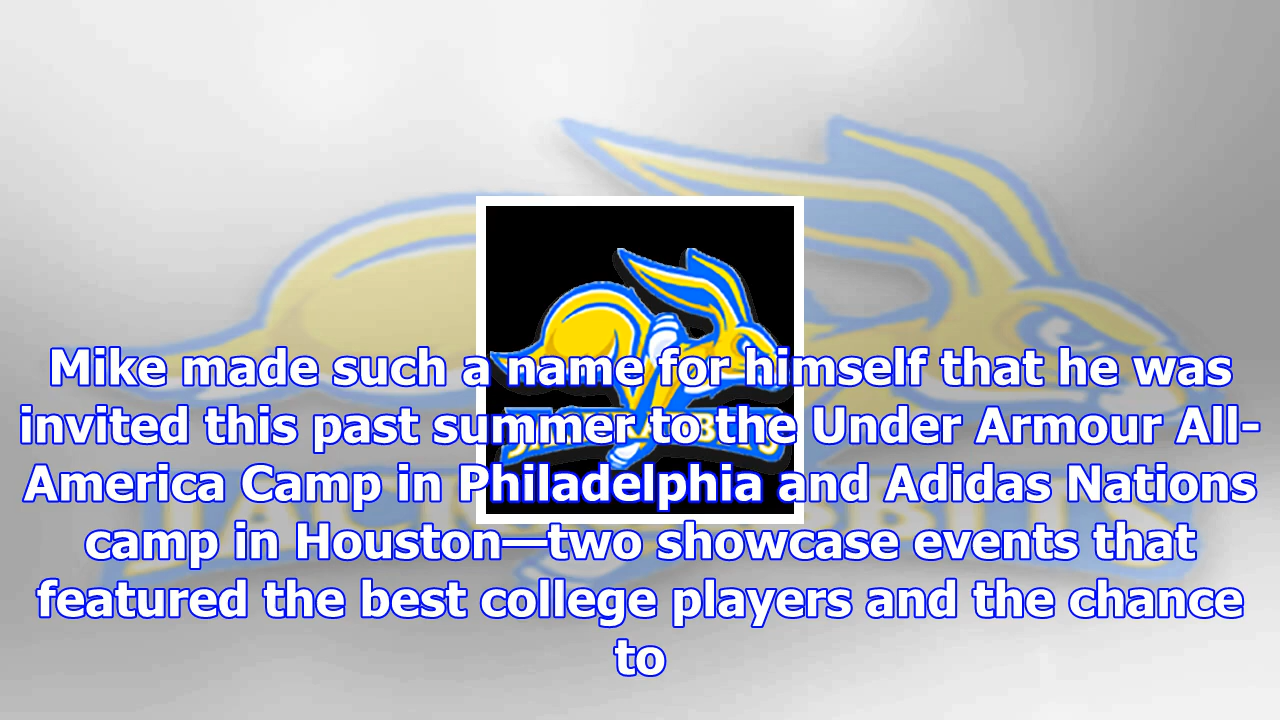 Mike made such a name for himself that he was
invited this past summer to the Under Armour All-
America Camp in Philadelphia and Adidas Nations
camp in Houston—two showcase events that
featured the best college players and the chance
to
JACKRABBITS